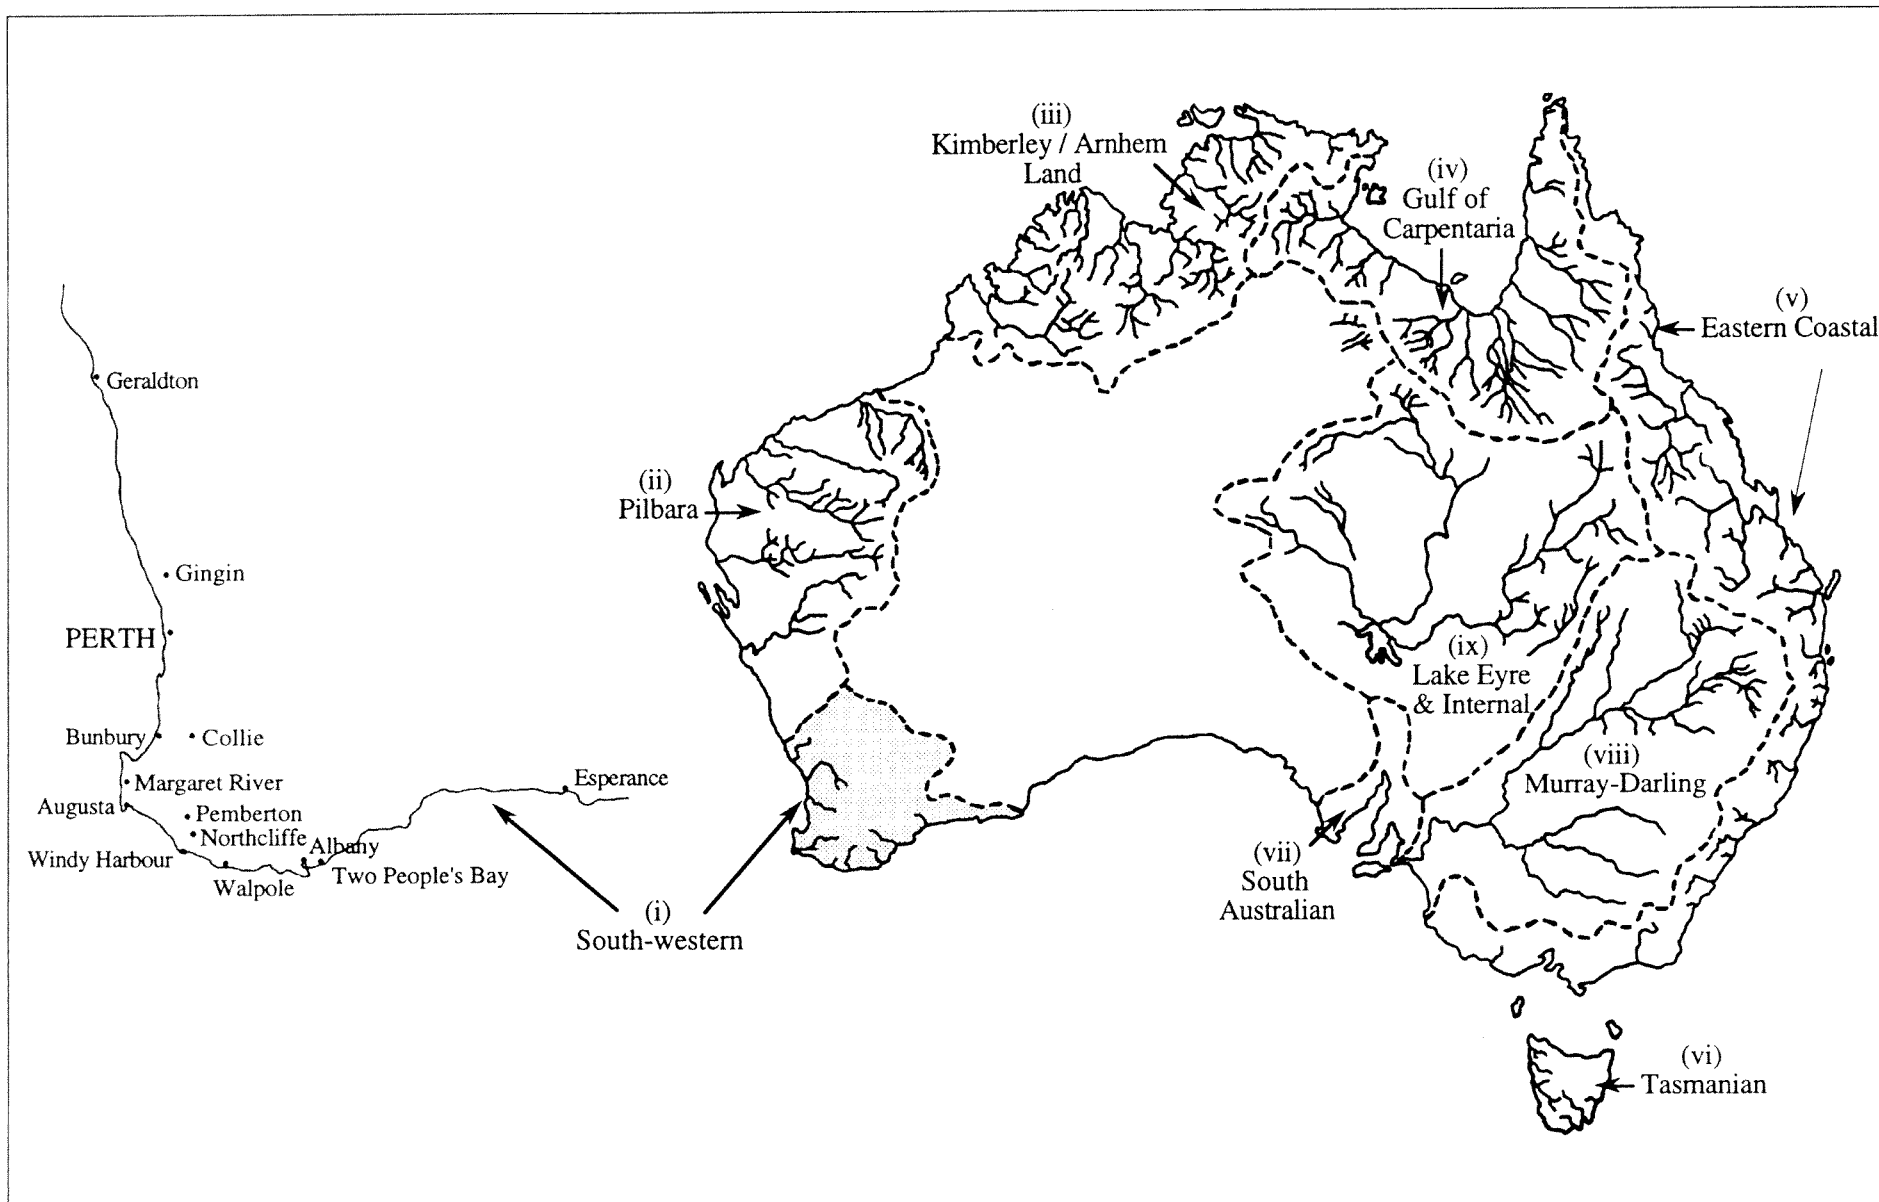 (iii)
Kimberley / Arnhem
Land
(iv)
Gulf of
Carpentaria
(v)
Eastern Coastal
Geraldton
(ii)
Pilbara
Gingin
PERTH
(ix)
Lake Eyre
& Internal
Bunbury
Collie
(viii)
Murray-Darling
Margaret River
Esperance
Augusta
Pemberton
Northcliffe
Albany
Windy Harbour
Walpole
Two People's Bay
(vii)
South
Australian
(i)
South-western
(vi)
Tasmanian